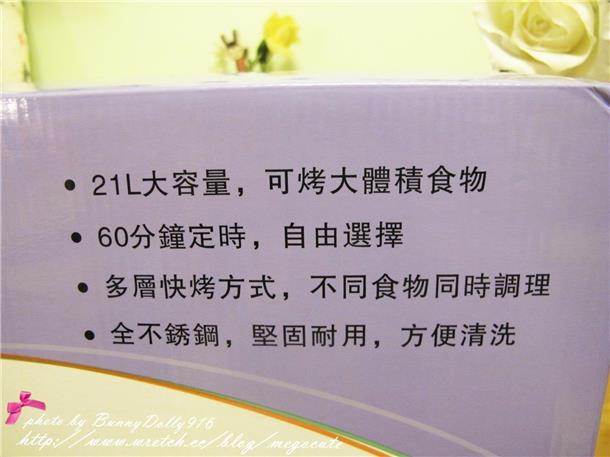 • 21L大容量，可烤大體積食物
• 60分鐘定時，自由選擇
• 多層快烤方式，不同食物同時調理
• 全不銹鋼，堅固耐用，方便清洗
photo by BunnyDolly916
http://www.wretch.cc/blog/megocute